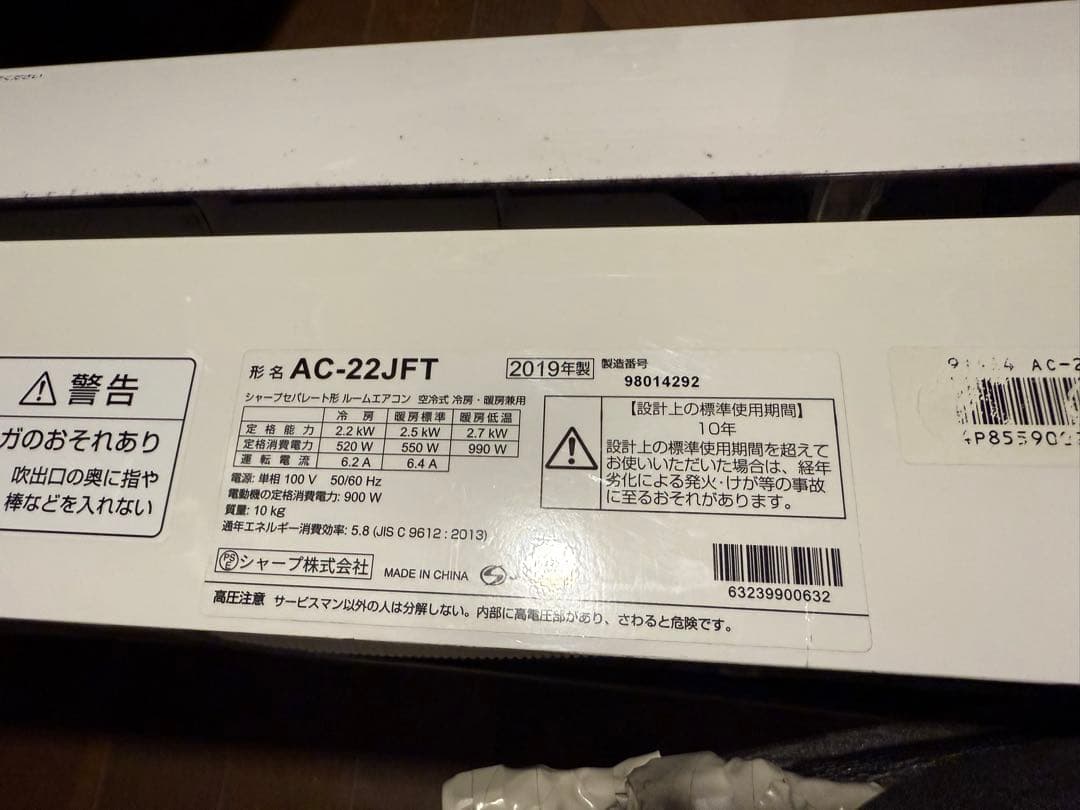 警告
ガのおそれあり
吹出口の奥に指や
棒などを入れない
形名 AC-22JFT 2019年製 製造番号
98014292
シャープセパレート形 ルームエアコン 空冷式 冷房・暖房兼用
冷房 暖房標準 暖房低温
定格能力 2.2 kW 2.5 kW 2.7 kW
定格消費電力 520 W 550 W 990 W
運転電流 6.2 A 6.4 A
電源: 単相 100 V 50/60 Hz
電動機の定格消費電力: 900 W
質量: 10 kg
通年エネルギー消費効率: 5.8 (JIS C 9612 : 2013)
PSE シャープ株式会社 MADE IN CHINA
【設計上の標準使用期間】
10年
設計上の標準使用期間を超えて
お使いいただいた場合は、経年
劣化による発火・けが等の事故
に至るおそれがあります。
63239900632
高圧注意 サービスマン以外の人は分解しない。内部に高電圧部があり、さわると危険です。
AC-2